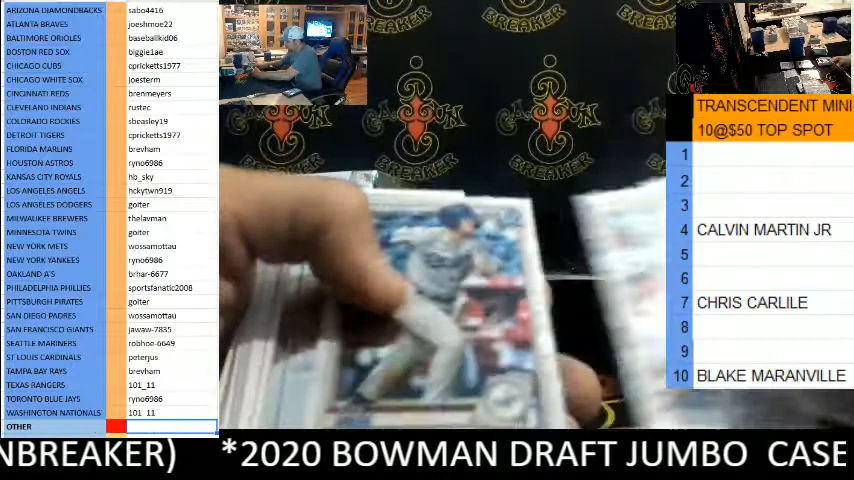 ARIZONA DIAMONDBACKS sabo4416
ATLANTA BRAVES joeshmoe22
BALTIMORE ORIOLES baseballkid06
BOSTON RED SOX biggie1ae
CHICAGO CUBS cpricketts1977
CHICAGO WHITE SOX joesterm
CINCINNATI REDS brenmeyers
CLEVELAND INDIANS rustec
COLORADO ROCKIES sbeasley19
DETROIT TIGERS cpricketts1977
FLORIDA MARLINS brevham
HOUSTON ASTROS ryno6986
KANSAS CITY ROYALS hb_sky
LOS ANGELES ANGELS hckytwn919
LOS ANGELES DODGERS golter
MILWAUKEE BREWERS thelavman
MINNESOTA TWINS golter
NEW YORK METS wossamottau
NEW YORK YANKEES ryno6986
OAKLAND A'S brhar-6677
PHILADELPHIA PHILLIES sportsfanatic2008
PITTSBURGH PIRATES golter
SAN DIEGO PADRES wossamottau
SAN FRANCISCO GIANTS jawaw-7835
SEATTLE MARINERS robhoe-6649
ST LOUIS CARDINALS peterjus
TAMPA BAY RAYS brevham
TEXAS RANGERS 101_11
TORONTO BLUE JAYS ryno6986
WASHINGTON NATIONALS 101_11
OTHER
BREAKER
BREAKER
BREAKER
TRANSCENDENT MINI
10@$50 TOP SPOT
1
2
3
4 CALVIN MARTIN JR
5
6
7 CHRIS CARLILE
8
9
10 BLAKE MARANVILLE
NBREAKER) *2020 BOWMAN DRAFT JUMBO CASE